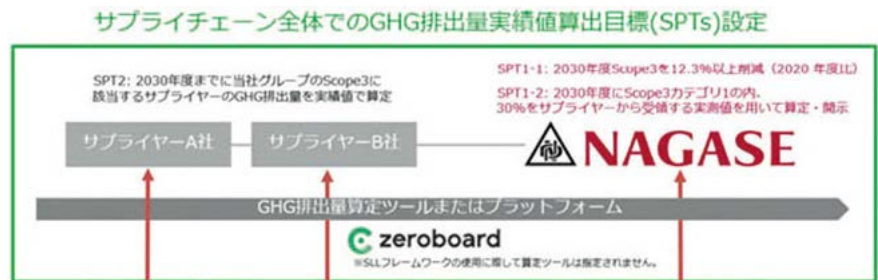 サプライチェーン全体でのGHG排出量実績値算出目標(SPTs)設定
SPT2: 2030年度までに当社グループのScope3に
該当するサプライヤーのGHG排出量を実績値で算定
SPT1-1: 2030年度Scope3を12.3%以上削減（2020 年度比）
SPT1-2: 2030年度にScope3カテゴリ1の内、
30%をサプライヤーから受領する実測値を用いて算定・開示
サプライヤーA社
サプライヤーB社
NAGASE
GHG排出量算定ツールまたはプラットフォーム
zeroboard
※SLLフレームワークの使用に際して算定ツールは指定されません。